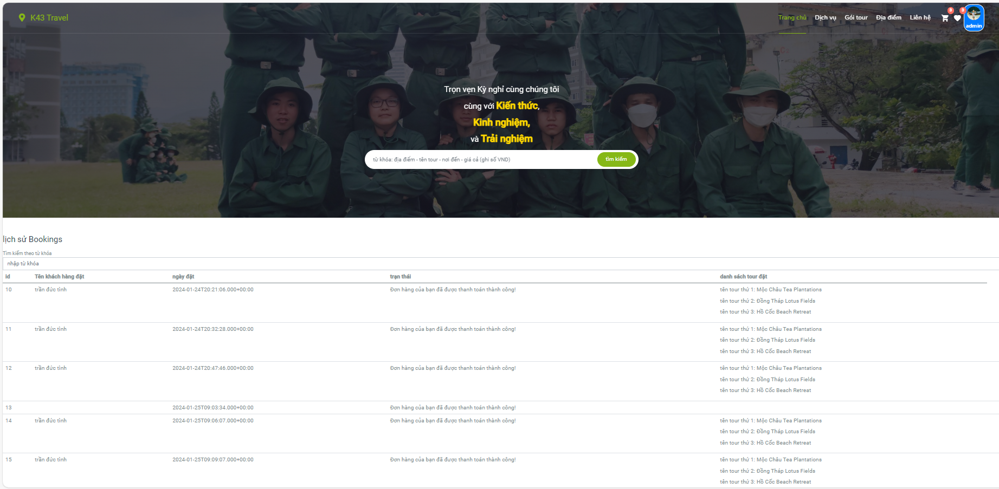 K43 Travel
Trang chủ Dịch vụ Gói tour Địa điểm Liên hệ 3 3
admin
Trọn vẹn Kỳ nghỉ cùng chúng tôi
cùng với Kiến thức,
Kinh nghiệm,
và Trải nghiệm
từ khóa: địa điểm - tên tour - nơi đến - giá cả (ghi số VND) tìm kiếm
lịch sử Bookings
Tìm kiếm theo từ khóa
nhập từ khóa
id Tên khách hàng đặt ngày đặt trạn thái danh sách tour đặt
10 trần đức tình 2024-01-24T20:21:06.000+00:00 Đơn hàng của bạn đã được thanh toán thành công! tên tour thứ 1: Mộc Châu Tea Plantations
tên tour thứ 2: Đồng Tháp Lotus Fields
tên tour thứ 3: Hồ Cốc Beach Retreat
11 trần đức tình 2024-01-24T20:32:28.000+00:00 Đơn hàng của bạn đã được thanh toán thành công! tên tour thứ 1: Mộc Châu Tea Plantations
tên tour thứ 2: Đồng Tháp Lotus Fields
tên tour thứ 3: Hồ Cốc Beach Retreat
12 trần đức tình 2024-01-24T20:47:46.000+00:00 Đơn hàng của bạn đã được thanh toán thành công! tên tour thứ 1: Mộc Châu Tea Plantations
tên tour thứ 2: Đồng Tháp Lotus Fields
tên tour thứ 3: Hồ Cốc Beach Retreat
13 2024-01-25T09:03:34.000+00:00 Đơn hàng của bạn đã được thanh toán thành công!
14 trần đức tình 2024-01-25T09:06:07.000+00:00 Đơn hàng của bạn đã được thanh toán thành công! tên tour thứ 1: Mộc Châu Tea Plantations
tên tour thứ 2: Đồng Tháp Lotus Fields
tên tour thứ 3: Hồ Cốc Beach Retreat
15 trần đức tình 2024-01-25T09:09:07.000+00:00 Đơn hàng của bạn đã được thanh toán thành công! tên tour thứ 1: Mộc Châu Tea Plantations
tên tour thứ 2: Đồng Tháp Lotus Fields
tên tour thứ 3: Hồ Cốc Beach Retreat